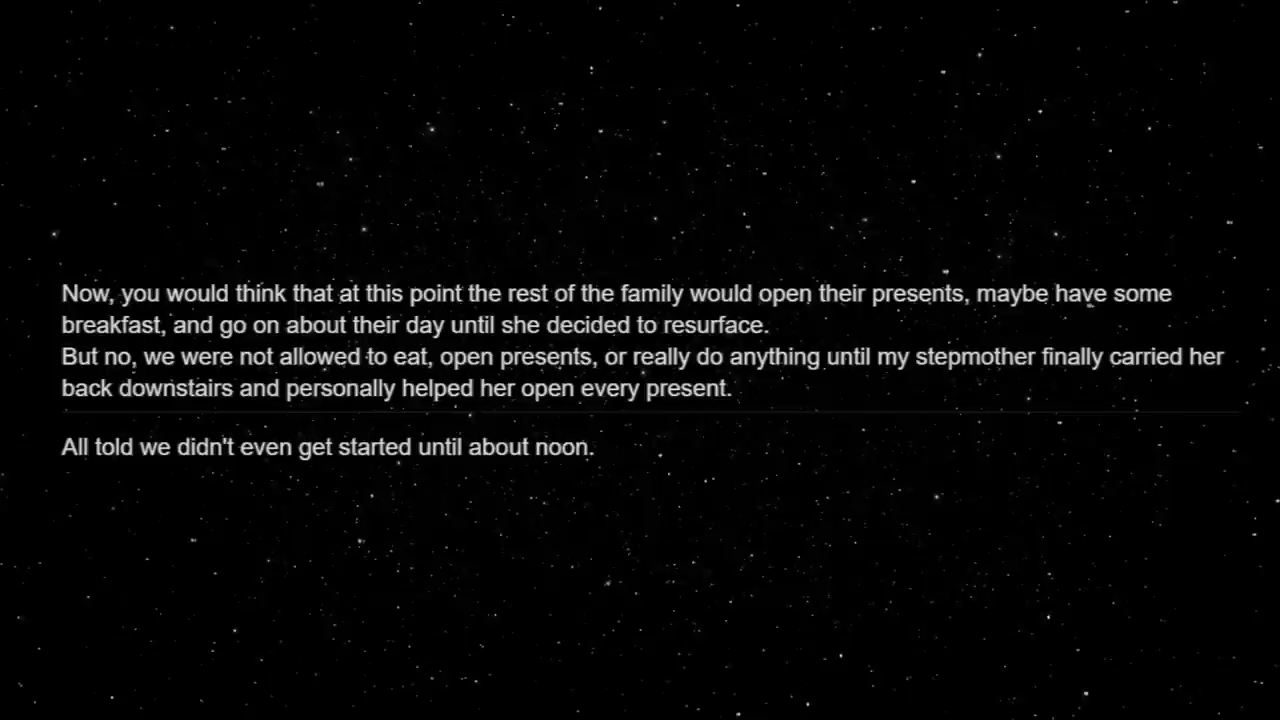 Now, you would think that at this point the rest of the family would open their presents, maybe have some
breakfast, and go on about their day until she decided to resurface.
But no, we were not allowed to eat, open presents, or really do anything until my stepmother finally carried her
back downstairs and personally helped her open every present.
All told we didn't even get started until about noon.